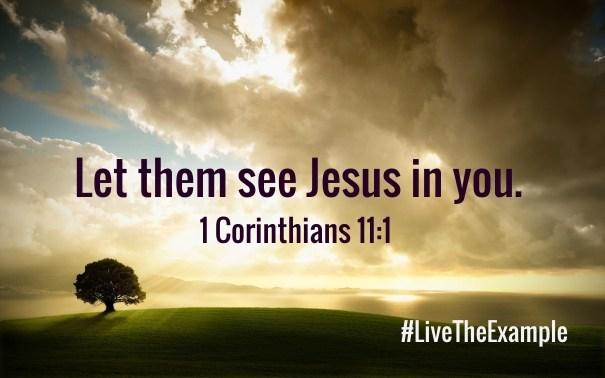 Let them see Jesus in you.
1 Corinthians 11:1
#LiveTheExample